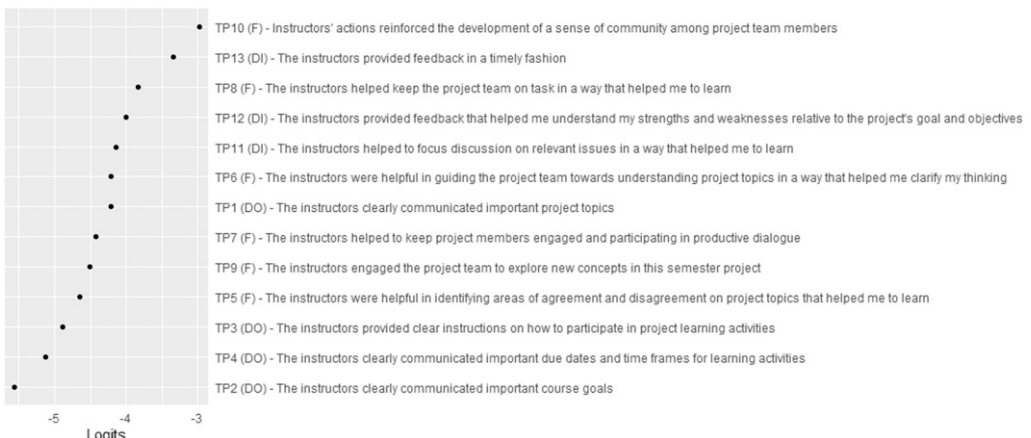 TP10 (F) - Instructors' actions reinforced the development of a sense of community among project team members
TP13 (DI) - The instructors provided feedback in a timely fashion
TP8 (F) - The instructors helped keep the project team on task in a way that helped me to learn
TP12 (DI) - The instructors provided feedback that helped me understand my strengths and weaknesses relative to the project's goal and objectives
TP11 (DI) - The instructors helped to focus discussion on relevant issues in a way that helped me to learn
TP6 (F) - The instructors were helpful in guiding the project team towards understanding project topics in a way that helped me clarify my thinking
TP1 (DO) - The instructors clearly communicated important project topics
TP7 (F) - The instructors helped to keep project members engaged and participating in productive dialogue
TP9 (F) - The instructors engaged the project team to explore new concepts in this semester project
TP5 (F) - The instructors were helpful in identifying areas of agreement and disagreement on project topics that helped me to learn
TP3 (DO) - The instructors provided clear instructions on how to participate in project learning activities
TP4 (DO) - The instructors clearly communicated important due dates and time frames for learning activities
TP2 (DO) - The instructors clearly communicated important course goals
-5 -4 -3
Logits